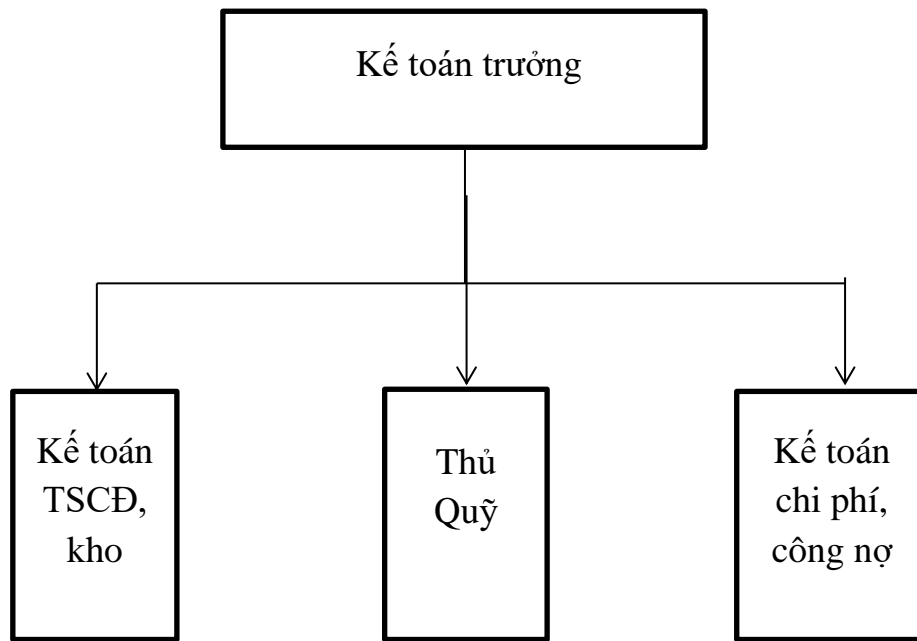 Kế toán trưởng
Kế toán
TSCĐ,
kho
Thủ
Quỹ
Kế toán
chi phí,
công nợ